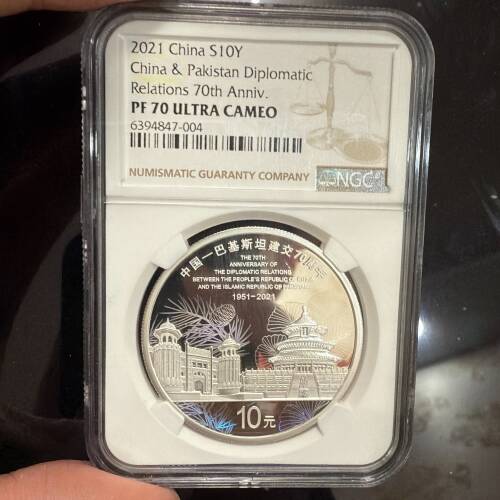 2021 China S10Y
China & Pakistan Diplomatic
Relations 70th Anniv.
PF 70 ULTRA CAMEO
6394847-004
NUMISMATIC GUARANTY COMPANY
NGC
中国—巴基斯坦建交70周年
THE 70TH
ANNIVERSARY OF
THE DIPLOMATIC RELATIONS
BETWEEN THE PEOPLE'S REPUBLIC OF CHINA
AND THE ISLAMIC REPUBLIC OF PAKISTAN
1951-2021
10元